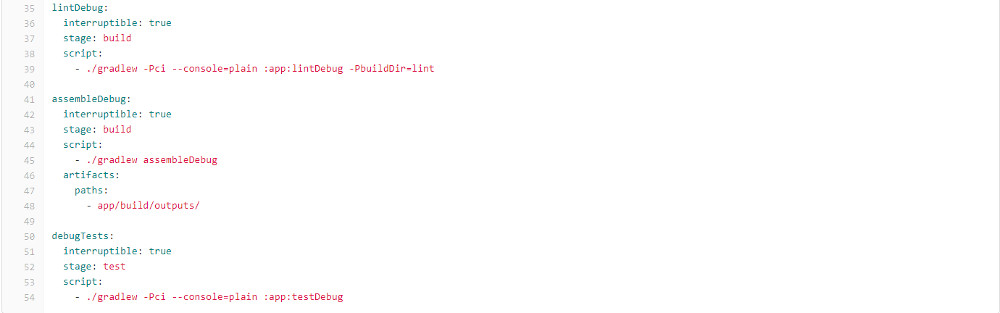 35 lintDebug:
36   interruptible: true
37   stage: build
38   script:
39     - ./gradlew -Pci --console=plain :app:lintDebug -PbuildDir=lint
40
41 assembleDebug:
42   interruptible: true
43   stage: build
44   script:
45     - ./gradlew assembleDebug
46   artifacts:
47     paths:
48       - app/build/outputs/
49
50 debugTests:
51   interruptible: true
52   stage: test
53   script:
54     - ./gradlew -Pci --console=plain :app:testDebug